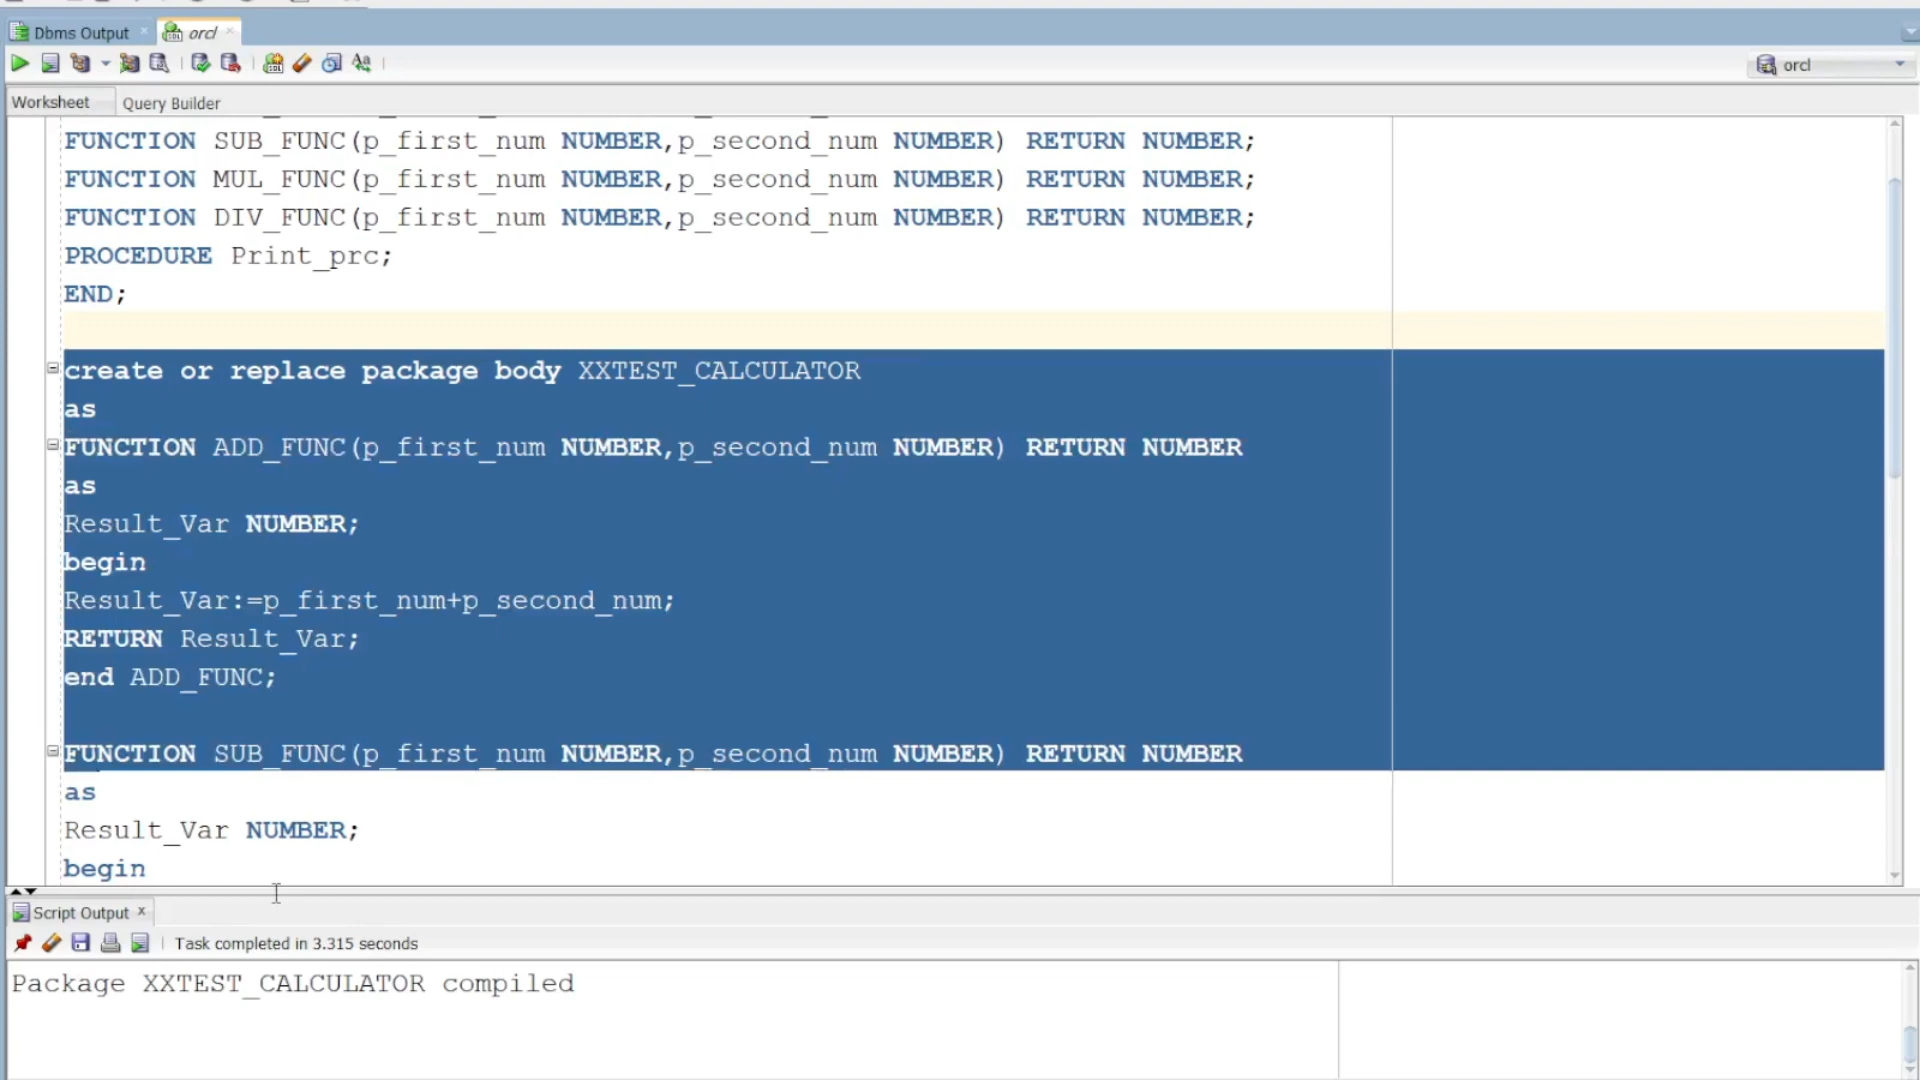 Dbms Output
orcl
orcl
Worksheet
Query Builder
FUNCTION SUB_FUNC(p_first_num NUMBER,p_second_num NUMBER) RETURN NUMBER;
FUNCTION MUL_FUNC(p_first_num NUMBER,p_second_num NUMBER) RETURN NUMBER;
FUNCTION DIV_FUNC(p_first_num NUMBER,p_second_num NUMBER) RETURN NUMBER;
PROCEDURE Print_prc;
END;
create or replace package body XXTEST_CALCULATOR
as
FUNCTION ADD_FUNC(p_first_num NUMBER,p_second_num NUMBER) RETURN NUMBER
as
Result_Var NUMBER;
begin
Result_Var:=p_first_num+p_second_num;
RETURN Result_Var;
end ADD_FUNC;
FUNCTION SUB_FUNC(p_first_num NUMBER,p_second_num NUMBER) RETURN NUMBER
as
Result_Var NUMBER;
begin
Script Output
Task completed in 3.315 seconds
Package XXTEST_CALCULATOR compiled